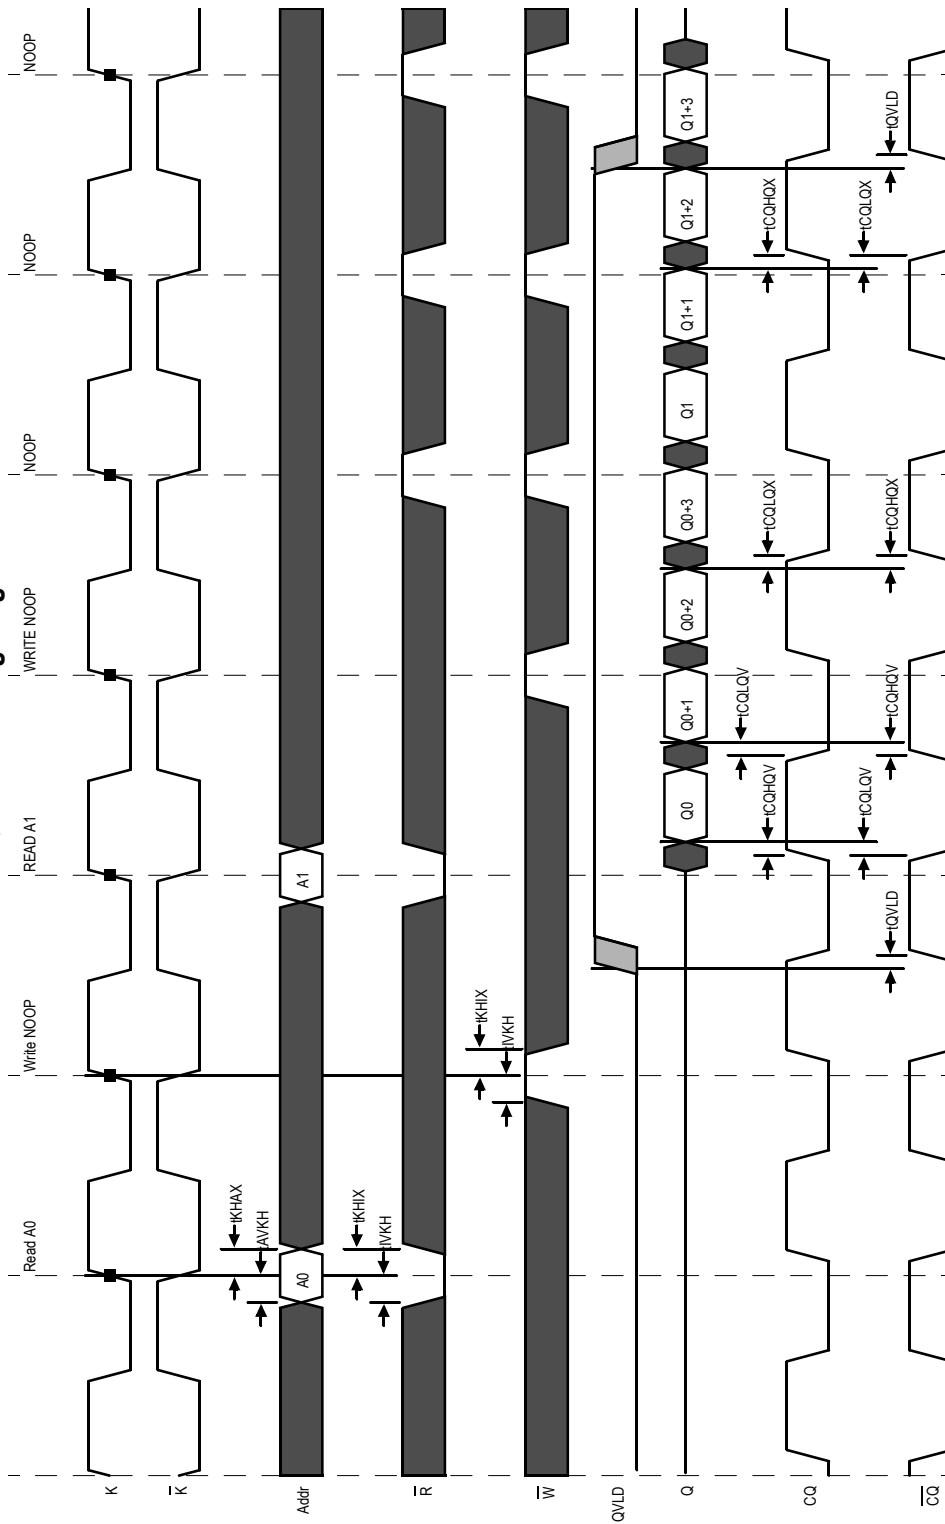 Read A0
Write NOOP
READ A1
WRITE NOOP
NOOP
NOOP
NOOP
K
K̅
tKHAX
tAVKH
Addr
A0
A1
tKHIX
tIVKH
R̅
tKHIX
tIVKH
W̅
QVLD
Q
Q0
Q0+1
Q0+2
Q0+3
Q1
Q1+1
Q1+2
Q1+3
tCQLQV
tCQHQV
tCQLQX
tCQHQX
CQ
tCQLQV
tCQLQX
tQVLD
tCQHQV
tCQHQX
tQVLD
C̅Q̅